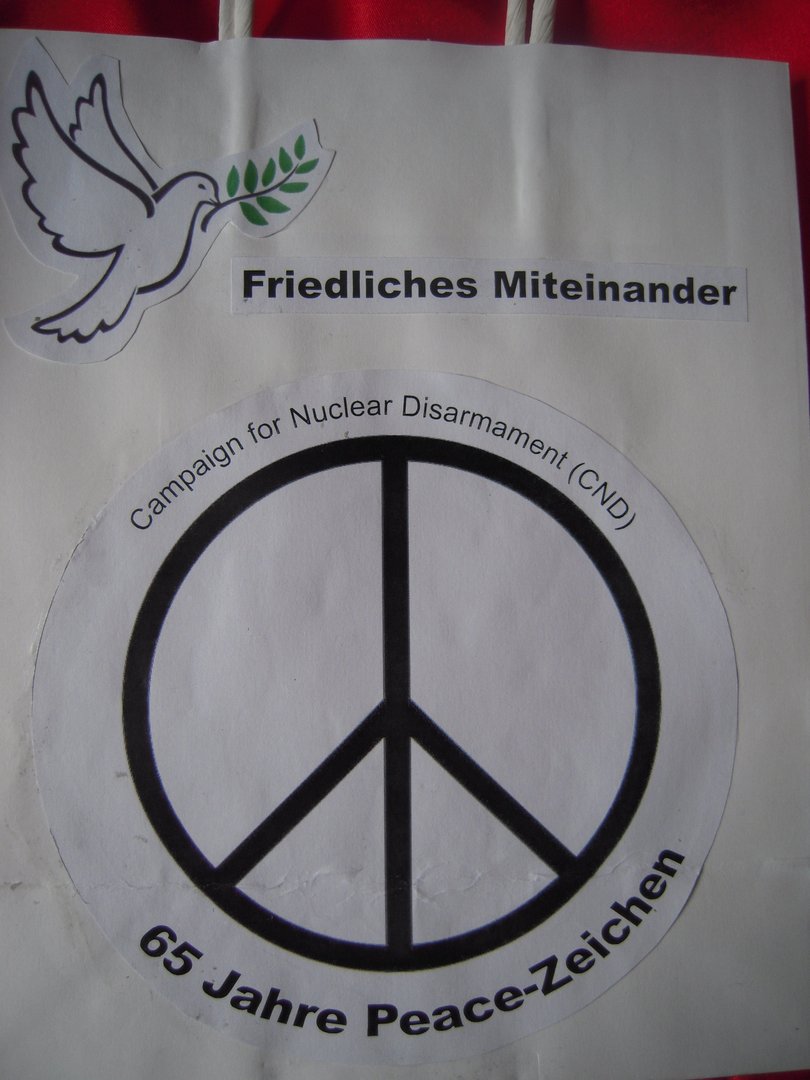 Friedliches Miteinander
Campaign for Nuclear Disarmament (CND)
65 Jahre Peace-Zeichen